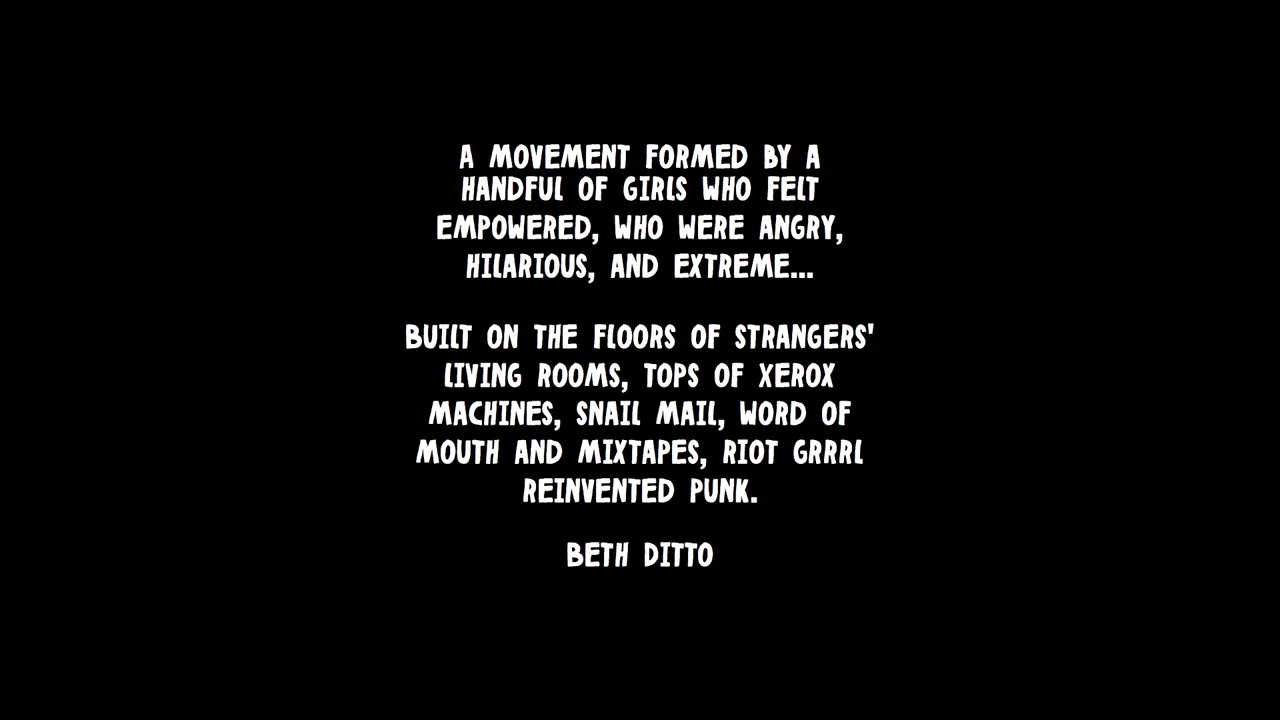 A MOVEMENT FORMED BY A
HANDFUL OF GIRLS WHO FELT
EMPOWERED, WHO WERE ANGRY,
HILARIOUS, AND EXTREME...
BUILT ON THE FLOORS OF STRANGERS'
LIVING ROOMS, TOPS OF XEROX
MACHINES, SNAIL MAIL, WORD OF
MOUTH AND MIXTAPES, RIOT GRRRL
REINVENTED PUNK.
BETH DITTO